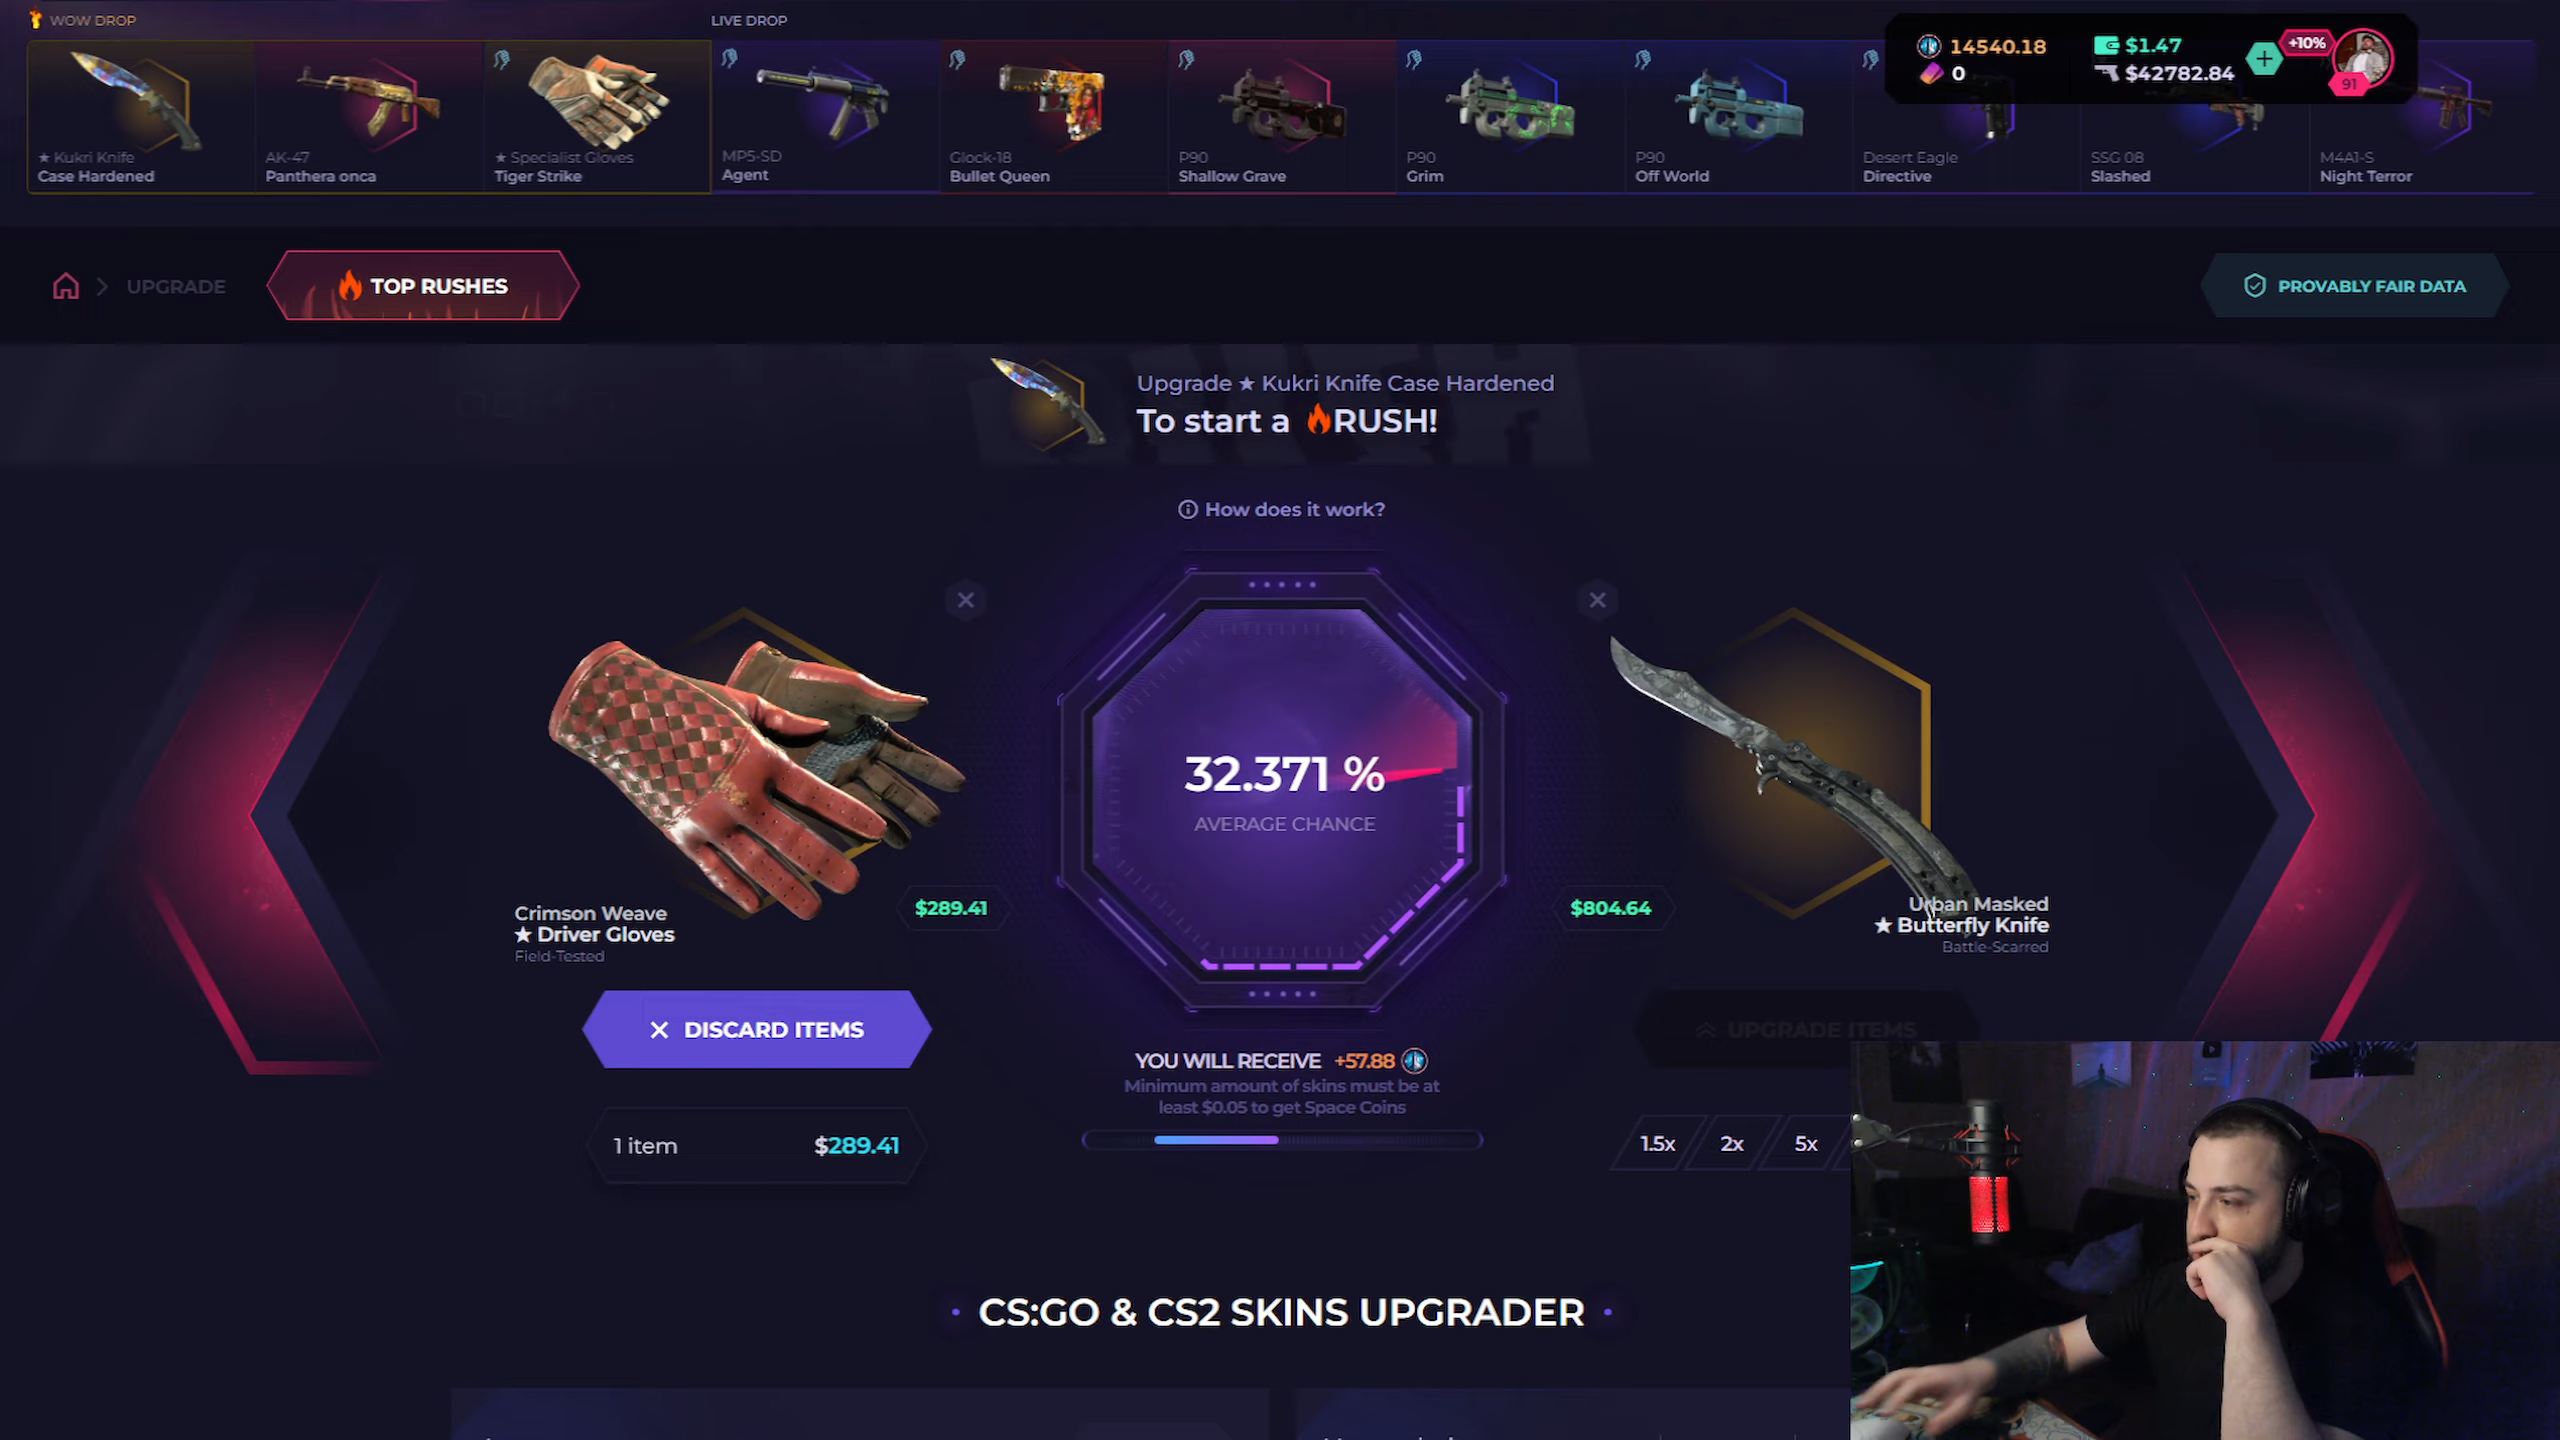 WOW DROP
LIVE DROP
★ Kukri Knife
Case Hardened
AK-47
Panthera onca
★ Specialist Gloves
Tiger Strike
MP5-SD
Agent
Glock-18
Bullet Queen
P90
Shallow Grave
P90
Grim
P90
Off World
Desert Eagle
Directive
SSG 08
Slashed
M4A1-S
Night Terror
14540.18
0
$1.47
$42782.84
+10%
91
UPGRADE
TOP RUSHES
PROVABLY FAIR DATA
Upgrade ★ Kukri Knife Case Hardened
To start a RUSH!
How does it work?
32.371 %
AVERAGE CHANCE
Crimson Weave
★ Driver Gloves
Field-Tested
$289.41
$804.64
Urban Masked
★ Butterfly Knife
Battle-Scarred
DISCARD ITEMS
UPGRADE ITEMS
YOU WILL RECEIVE +57.88
Minimum amount of skins must be at
least $0.05 to get Space Coins
1 item
$289.41
1.5x
2x
5x
• CS:GO & CS2 SKINS UPGRADER •